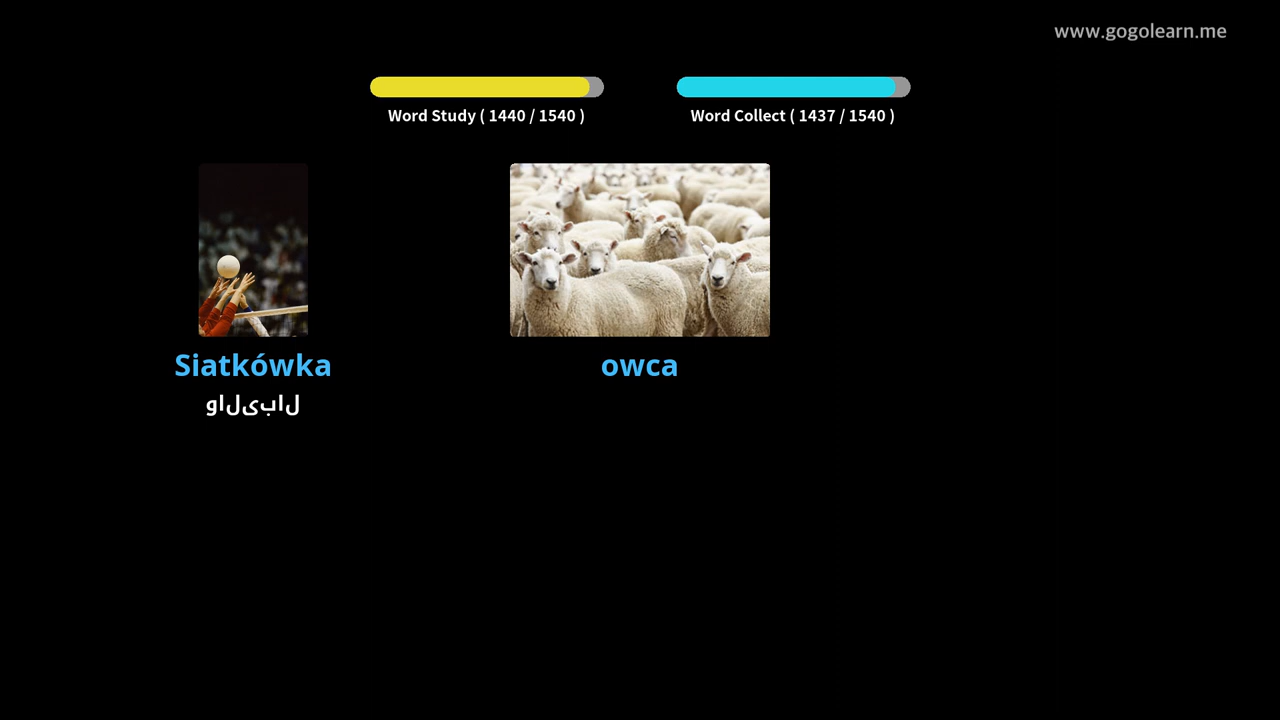 www.gogolearn.me
Word Study ( 1440 / 1540 )
Word Collect ( 1437 / 1540 )
Siatkówka
والیبال
owca